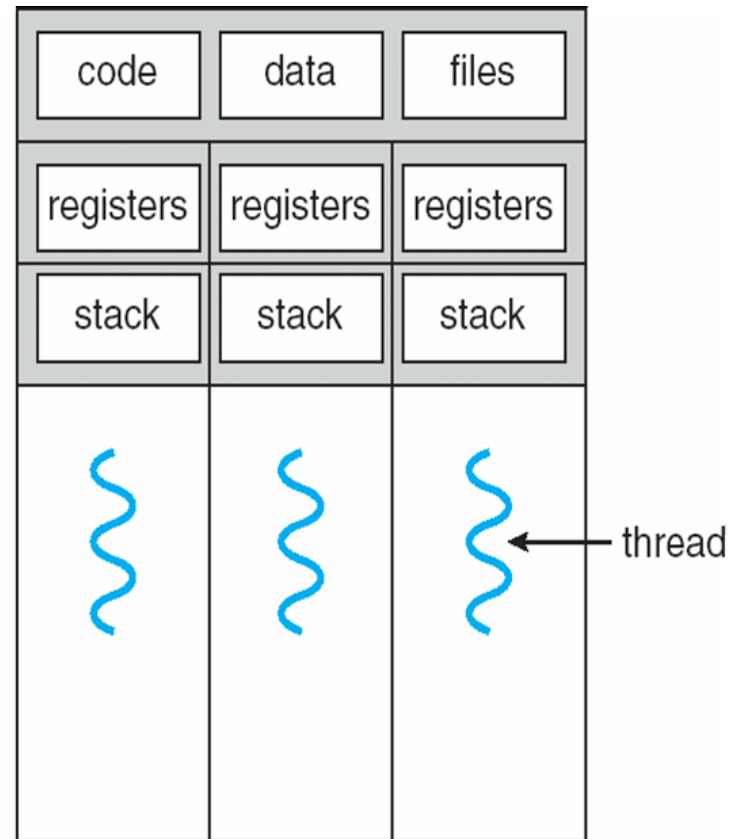 code data files
registers registers registers
stack stack stack
thread